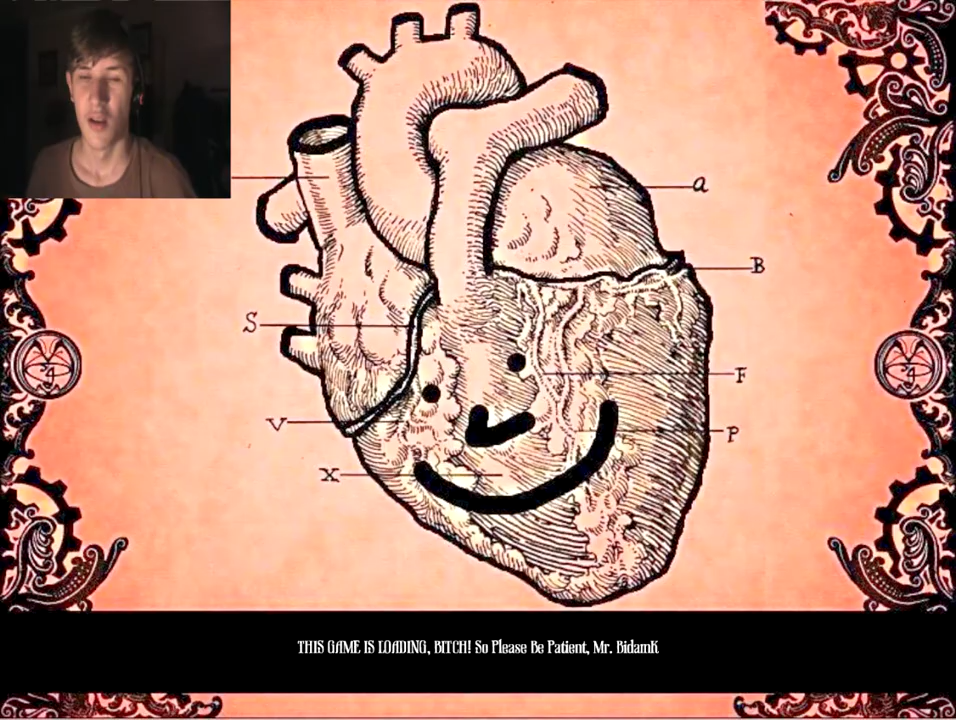 a
B
S
F
V
P
X
THIS GAME IS LOADING, BITCH! So Please Be Patient, Mr. BidamK